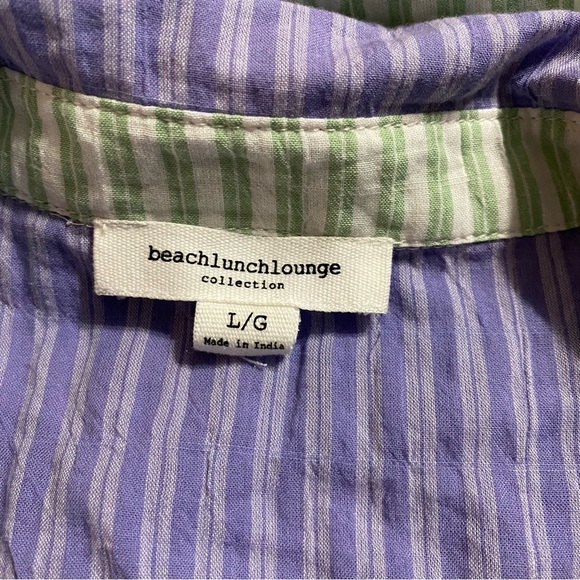 beachlunchlounge
collection
L/G
Made in India